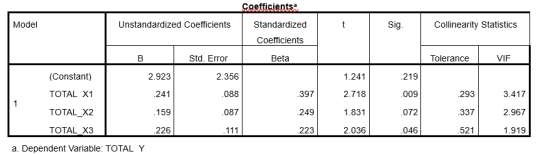 Coefficientsa
Model Unstandardized Coefficients Standardized Coefficients t Sig. Collinearity Statistics
B Std. Error Beta Tolerance VIF
1
(Constant) 2.923 2.356 1.241 .219
TOTAL_X1 .241 .088 .397 2.718 .009 .293 3.417
TOTAL_X2 .159 .087 .249 1.831 .072 .337 2.967
TOTAL_X3 .226 .111 .223 2.036 .046 .521 1.919
a. Dependent Variable: TOTAL_Y